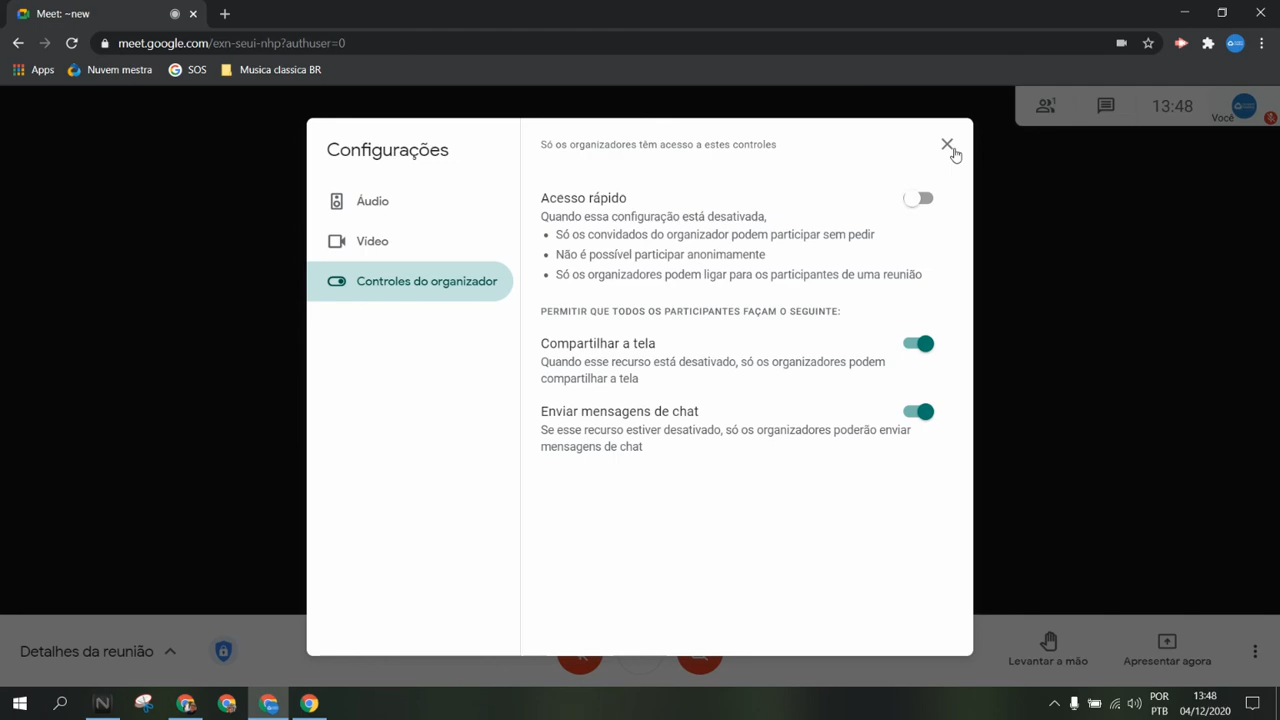 Meet: ~new
meet.google.com/exn-seui-nhp?authuser=0
Apps
Nuvem mestra
SOS
Musica classica BR
1
13:48
Você
Configurações
Áudio
Vídeo
Controles do organizador
Só os organizadores têm acesso a estes controles
Acesso rápido
Quando essa configuração está desativada,
• Só os convidados do organizador podem participar sem pedir
• Não é possível participar anonimamente
• Só os organizadores podem ligar para os participantes de uma reunião
PERMITIR QUE TODOS OS PARTICIPANTES FAÇAM O SEGUINTE:
Compartilhar a tela
Quando esse recurso está desativado, só os organizadores podem
compartilhar a tela
Enviar mensagens de chat
Se esse recurso estiver desativado, só os organizadores poderão enviar
mensagens de chat
Detalhes da reunião
Levantar a mão
Apresentar agora
POR
PTB
13:48
04/12/2020